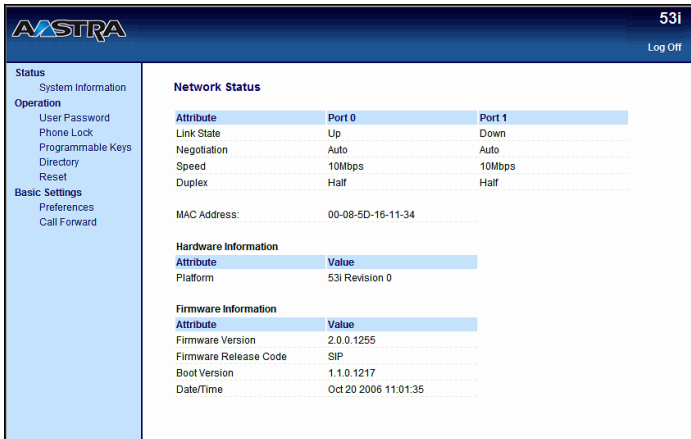 AASTRA
53i
Log Off
Status
System Information
Operation
User Password
Phone Lock
Programmable Keys
Directory
Reset
Basic Settings
Preferences
Call Forward
Network Status
Attribute Port 0 Port 1
Link State Up Down
Negotiation Auto Auto
Speed 10Mbps 10Mbps
Duplex Half Half
MAC Address: 00-08-5D-16-11-34
Hardware Information
Attribute Value
Platform 53i Revision 0
Firmware Information
Attribute Value
Firmware Version 2.0.0.1255
Firmware Release Code SIP
Boot Version 1.1.0.1217
Date/Time Oct 20 2006 11:01:35